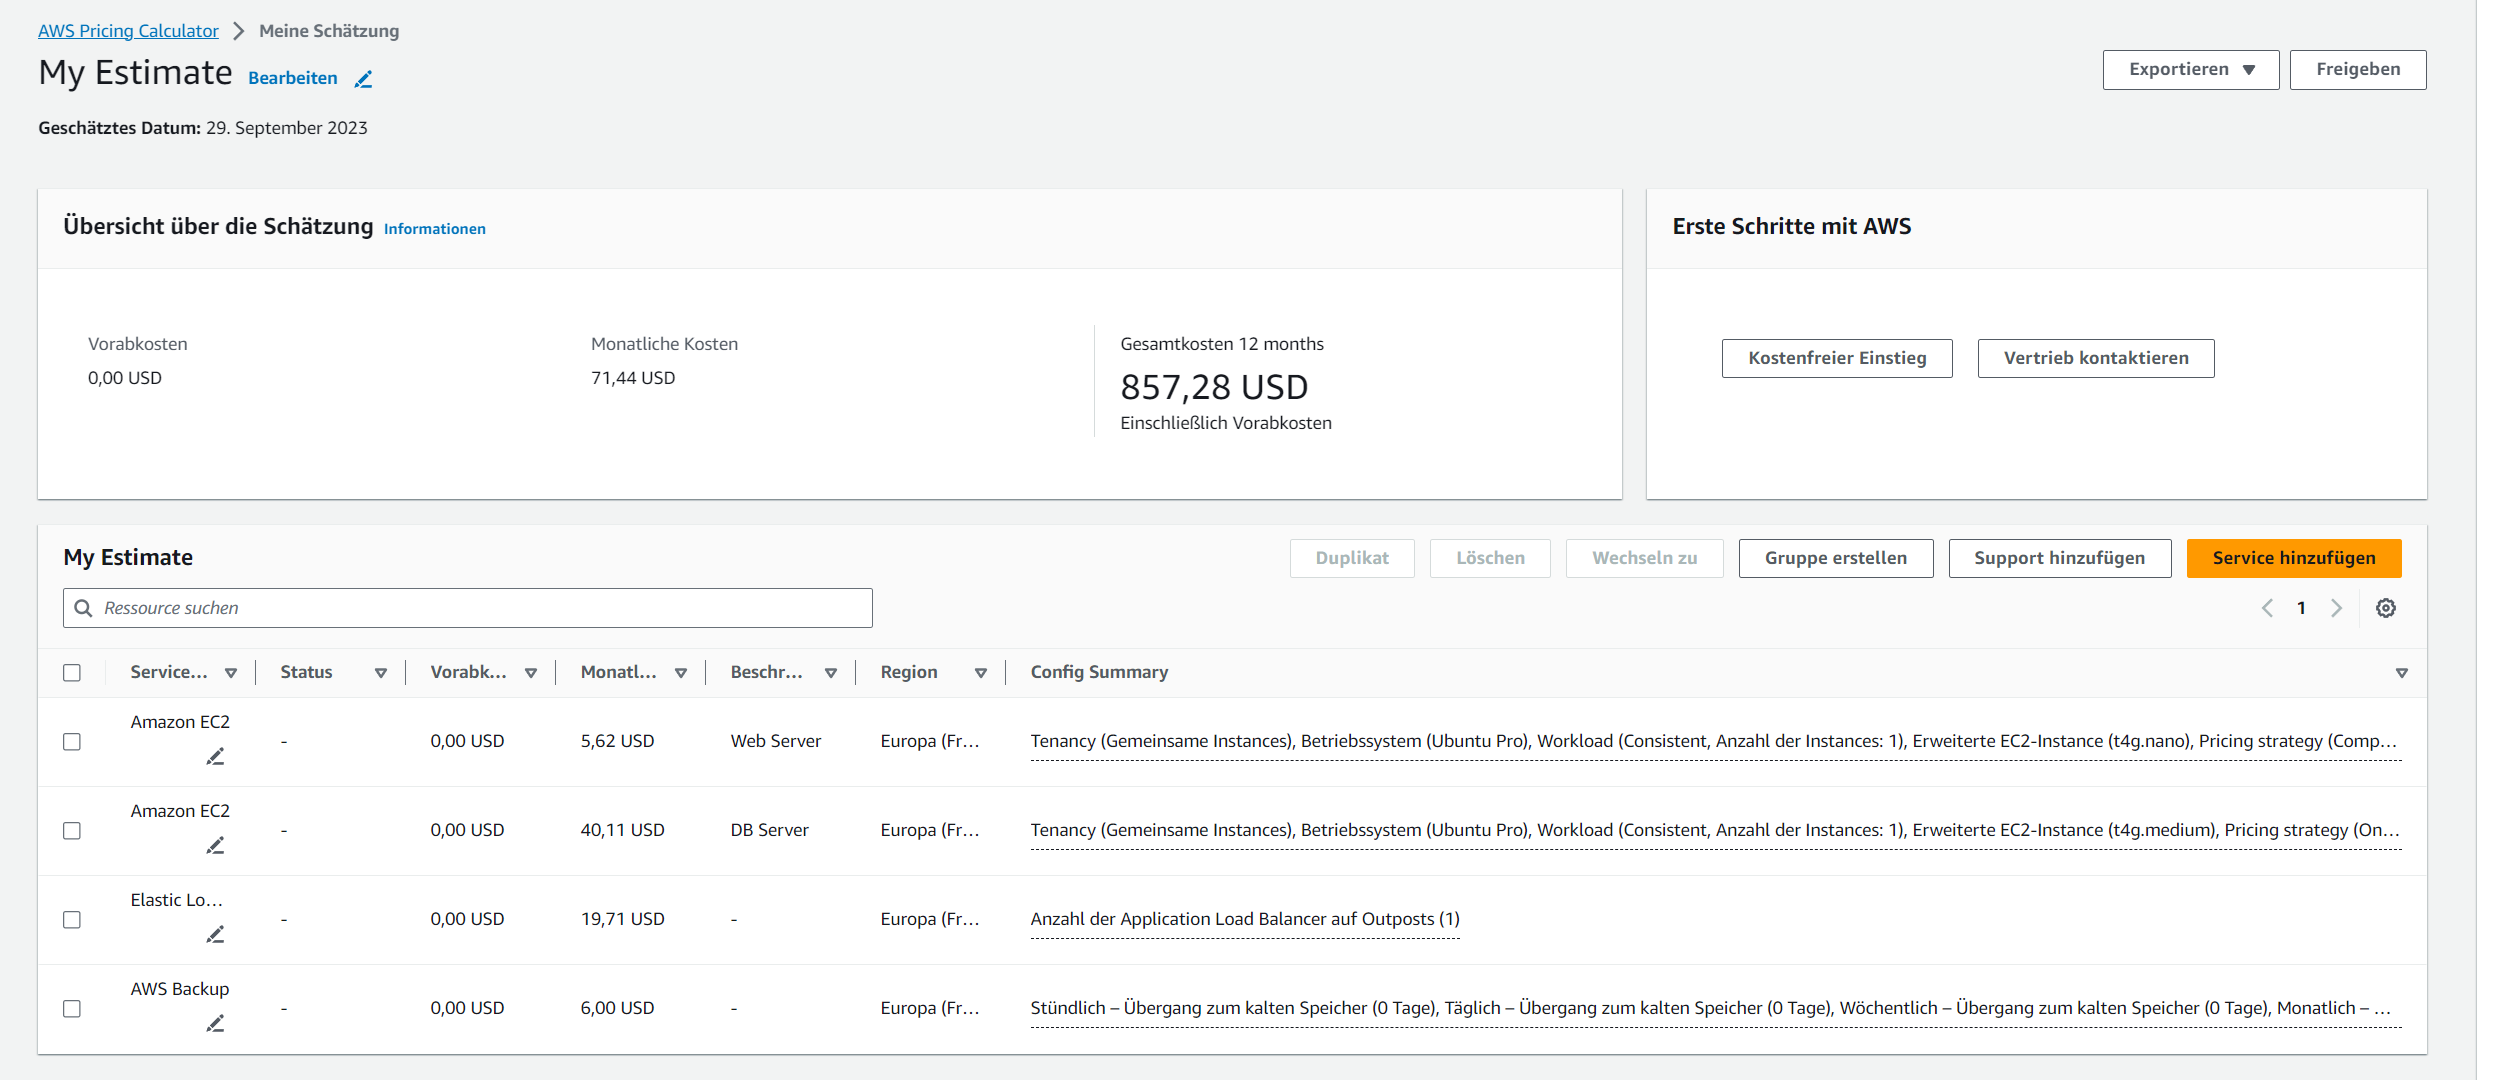 AWS Pricing Calculator > Meine Schätzung
My Estimate Bearbeiten
Exportieren ▼ Freigeben
Geschätztes Datum: 29. September 2023
Übersicht über die Schätzung Informationen
Vorabkosten
0,00 USD
Monatliche Kosten
71,44 USD
Gesamtkosten 12 months
857,28 USD
Einschließlich Vorabkosten
Erste Schritte mit AWS
Kostenfreier Einstieg Vertrieb kontaktieren
My Estimate
Duplikat Löschen Wechseln zu Gruppe erstellen Support hinzufügen Service hinzufügen
Ressource suchen
1
Service... Status Vorabk... Monatl... Beschr... Region Config Summary
Amazon EC2 - 0,00 USD 5,62 USD Web Server Europa (Fr... Tenancy (Gemeinsame Instances), Betriebssystem (Ubuntu Pro), Workload (Consistent, Anzahl der Instances: 1), Erweiterte EC2-Instance (t4g.nano), Pricing strategy (Comp...
Amazon EC2 - 0,00 USD 40,11 USD DB Server Europa (Fr... Tenancy (Gemeinsame Instances), Betriebssystem (Ubuntu Pro), Workload (Consistent, Anzahl der Instances: 1), Erweiterte EC2-Instance (t4g.medium), Pricing strategy (On...
Elastic Lo... - 0,00 USD 19,71 USD - Europa (Fr... Anzahl der Application Load Balancer auf Outposts (1)
AWS Backup - 0,00 USD 6,00 USD - Europa (Fr... Stündlich – Übergang zum kalten Speicher (0 Tage), Täglich – Übergang zum kalten Speicher (0 Tage), Wöchentlich – Übergang zum kalten Speicher (0 Tage), Monatlich – ...